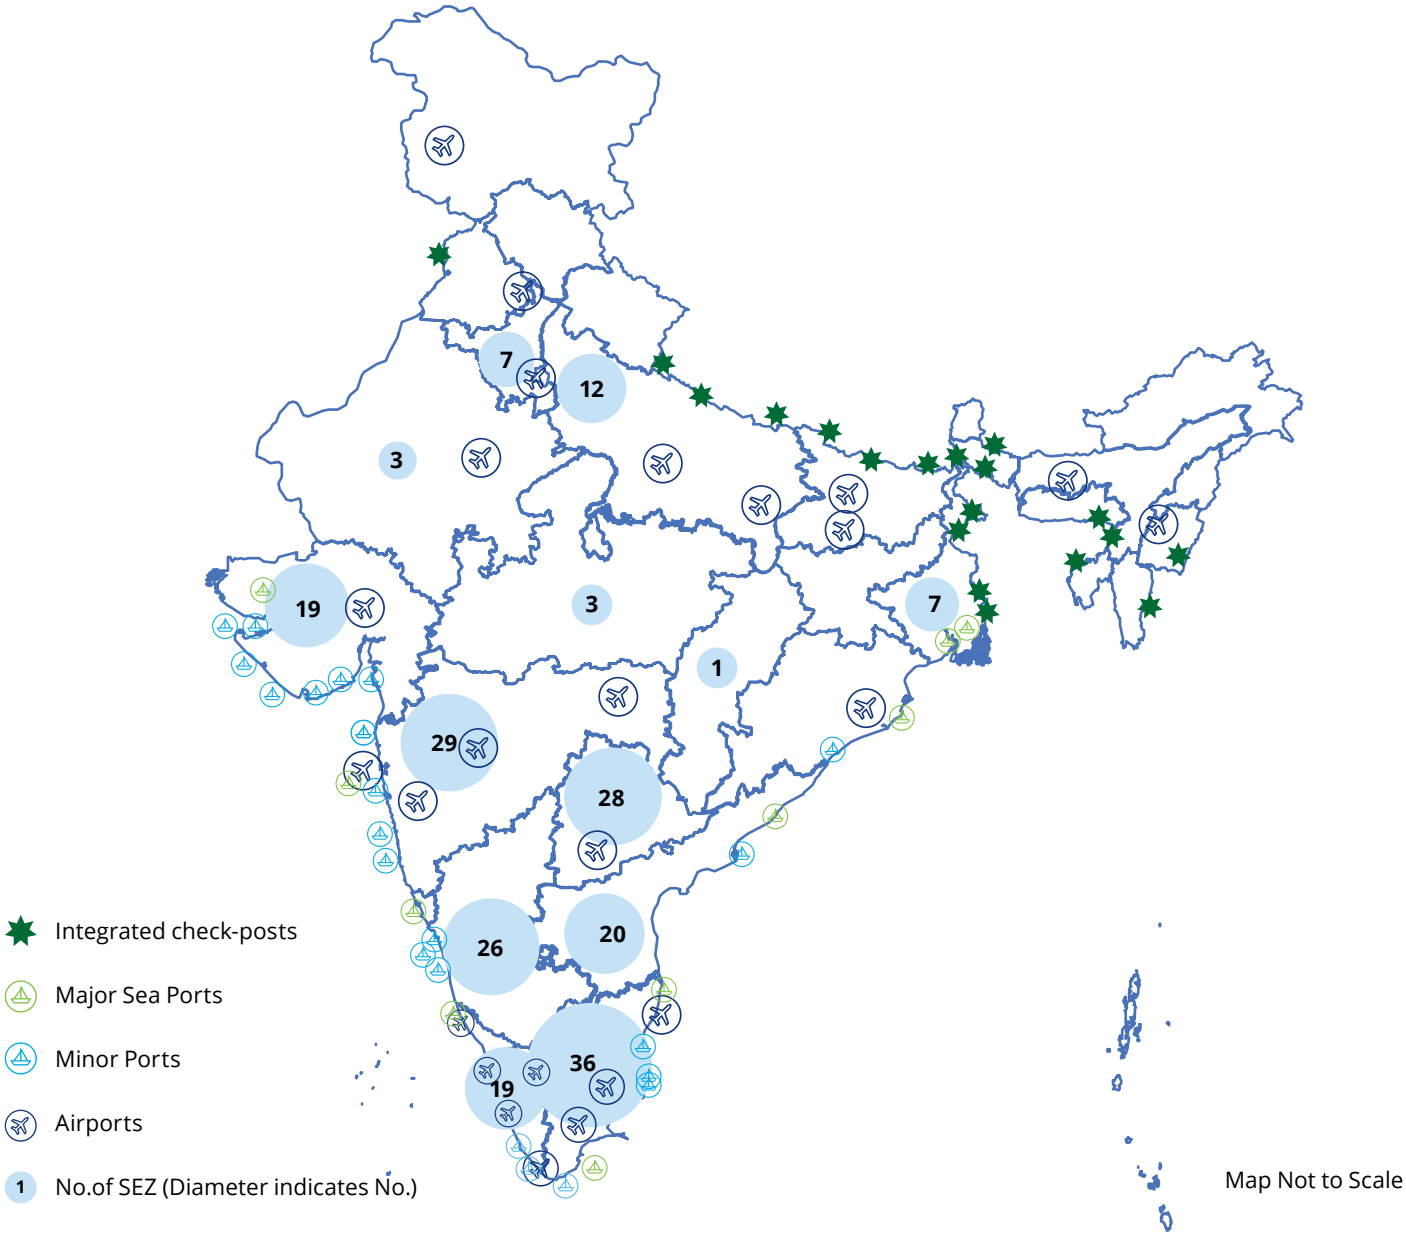 7
12
3
19
3
7
1
29
28
26
20
36
19
Integrated check-posts
Major Sea Ports
Minor Ports
Airports
1 No.of SEZ (Diameter indicates No.)
Map Not to Scale